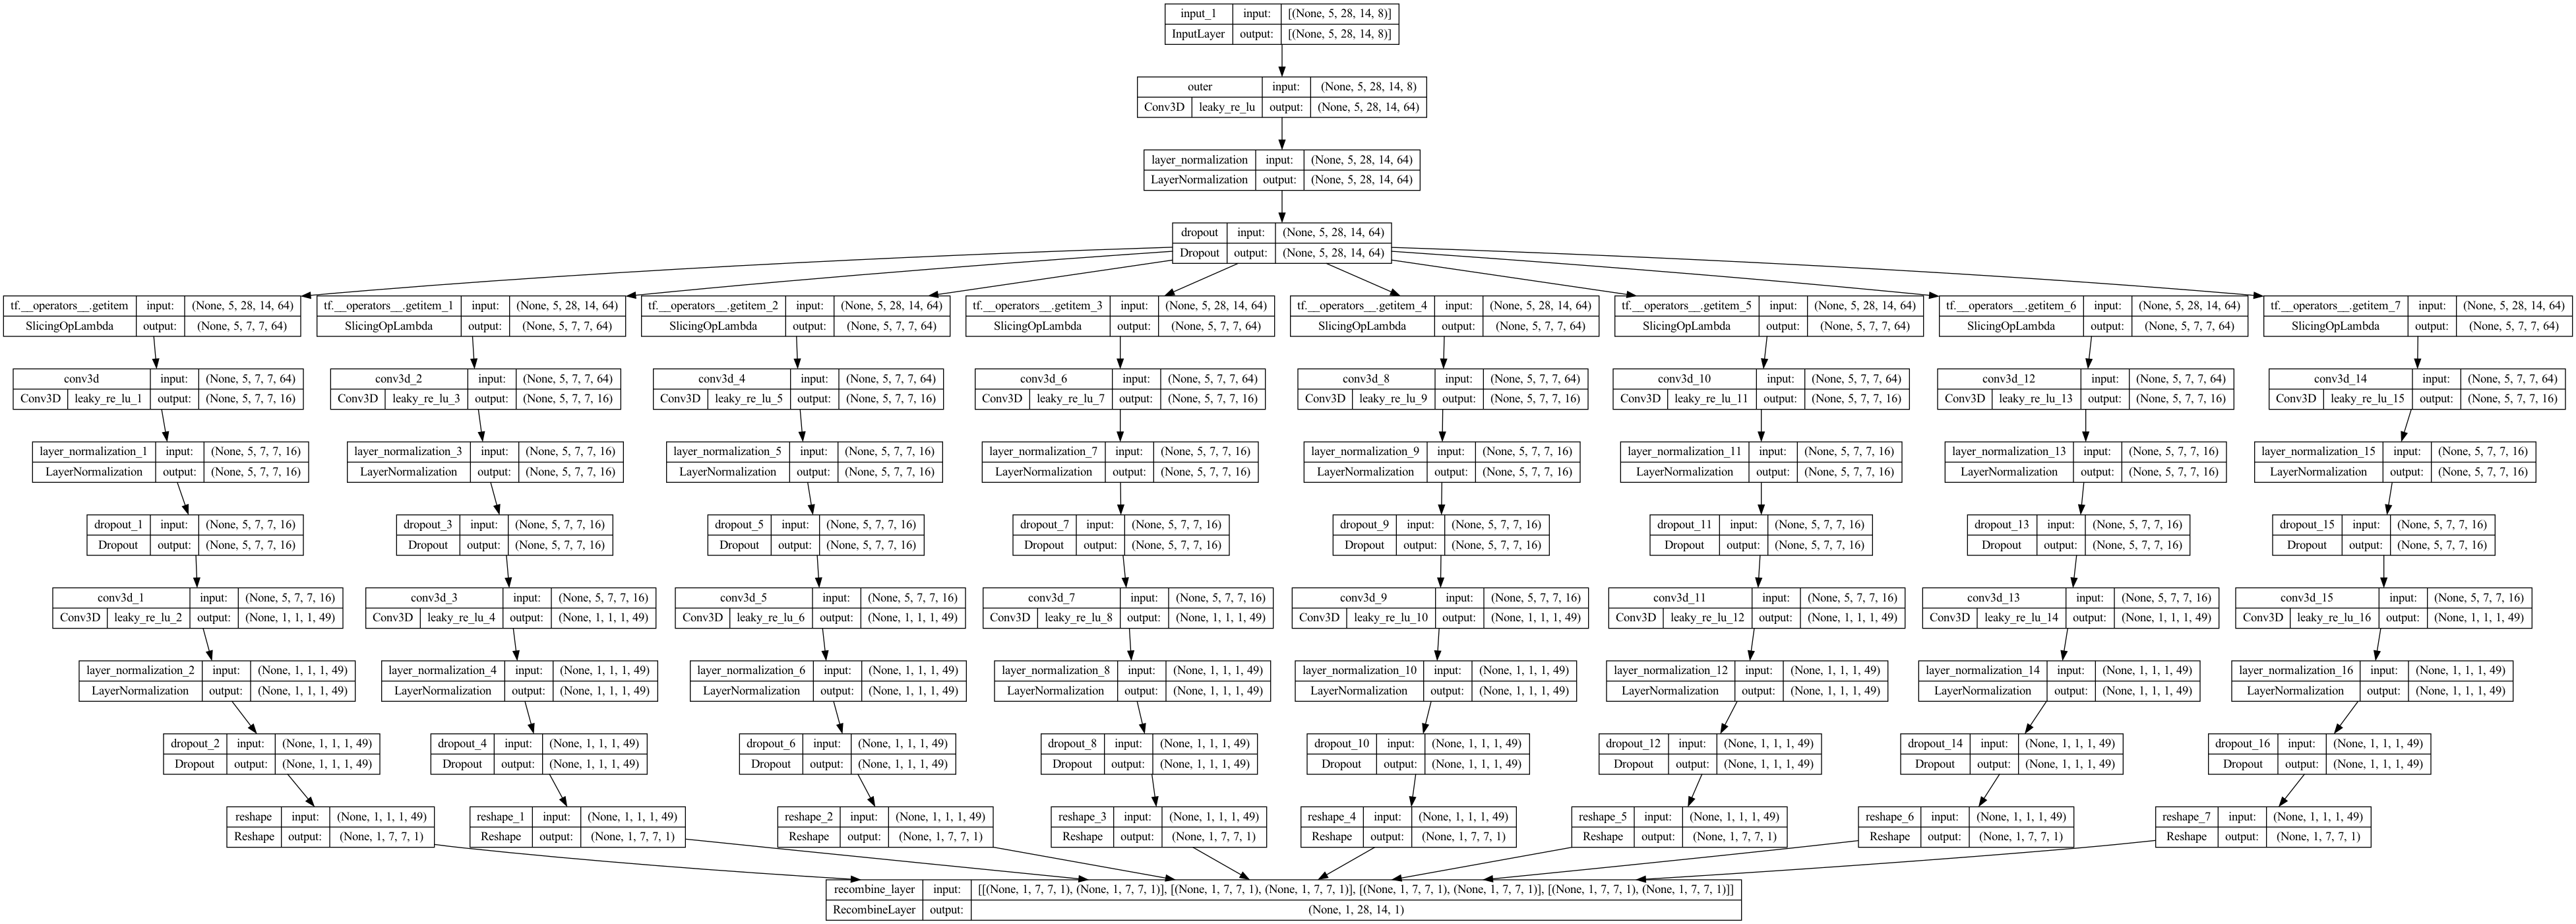 input_1 input: [(None, 5, 28, 14, 8)]
InputLayer output: [(None, 5, 28, 14, 8)]
outer input: (None, 5, 28, 14, 8)
Conv3D leaky_re_lu output: (None, 5, 28, 14, 64)
layer_normalization input: (None, 5, 28, 14, 64)
LayerNormalization output: (None, 5, 28, 14, 64)
dropout input: (None, 5, 28, 14, 64)
Dropout output: (None, 5, 28, 14, 64)
tf.__operators__.getitem input: (None, 5, 28, 14, 64) tf.__operators__.getitem_1 input: (None, 5, 28, 14, 64) tf.__operators__.getitem_2 input: (None, 5, 28, 14, 64) tf.__operators__.getitem_3 input: (None, 5, 28, 14, 64) tf.__operators__.getitem_4 input: (None, 5, 28, 14, 64) tf.__operators__.getitem_5 input: (None, 5, 28, 14, 64) tf.__operators__.getitem_6 input: (None, 5, 28, 14, 64) tf.__operators__.getitem_7 input: (None, 5, 28, 14, 64)
SlicingOpLambda output: (None, 5, 7, 7, 64) SlicingOpLambda output: (None, 5, 7, 7, 64) SlicingOpLambda output: (None, 5, 7, 7, 64) SlicingOpLambda output: (None, 5, 7, 7, 64) SlicingOpLambda output: (None, 5, 7, 7, 64) SlicingOpLambda output: (None, 5, 7, 7, 64) SlicingOpLambda output: (None, 5, 7, 7, 64) SlicingOpLambda output: (None, 5, 7, 7, 64)
conv3d input: (None, 5, 7, 7, 64) conv3d_2 input: (None, 5, 7, 7, 64) conv3d_4 input: (None, 5, 7, 7, 64) conv3d_6 input: (None, 5, 7, 7, 64) conv3d_8 input: (None, 5, 7, 7, 64) conv3d_10 input: (None, 5, 7, 7, 64) conv3d_12 input: (None, 5, 7, 7, 64) conv3d_14 input: (None, 5, 7, 7, 64)
Conv3D leaky_re_lu_1 output: (None, 5, 7, 7, 16) Conv3D leaky_re_lu_3 output: (None, 5, 7, 7, 16) Conv3D leaky_re_lu_5 output: (None, 5, 7, 7, 16) Conv3D leaky_re_lu_7 output: (None, 5, 7, 7, 16) Conv3D leaky_re_lu_9 output: (None, 5, 7, 7, 16) Conv3D leaky_re_lu_11 output: (None, 5, 7, 7, 16) Conv3D leaky_re_lu_13 output: (None, 5, 7, 7, 16) Conv3D leaky_re_lu_15 output: (None, 5, 7, 7, 16)
layer_normalization_1 input: (None, 5, 7, 7, 16) layer_normalization_3 input: (None, 5, 7, 7, 16) layer_normalization_5 input: (None, 5, 7, 7, 16) layer_normalization_7 input: (None, 5, 7, 7, 16) layer_normalization_9 input: (None, 5, 7, 7, 16) layer_normalization_11 input: (None, 5, 7, 7, 16) layer_normalization_13 input: (None, 5, 7, 7, 16) layer_normalization_15 input: (None, 5, 7, 7, 16)
LayerNormalization output: (None, 5, 7, 7, 16) LayerNormalization output: (None, 5, 7, 7, 16) LayerNormalization output: (None, 5, 7, 7, 16) LayerNormalization output: (None, 5, 7, 7, 16) LayerNormalization output: (None, 5, 7, 7, 16) LayerNormalization output: (None, 5, 7, 7, 16) LayerNormalization output: (None, 5, 7, 7, 16) LayerNormalization output: (None, 5, 7, 7, 16)
dropout_1 input: (None, 5, 7, 7, 16) dropout_3 input: (None, 5, 7, 7, 16) dropout_5 input: (None, 5, 7, 7, 16) dropout_7 input: (None, 5, 7, 7, 16) dropout_9 input: (None, 5, 7, 7, 16) dropout_11 input: (None, 5, 7, 7, 16) dropout_13 input: (None, 5, 7, 7, 16) dropout_15 input: (None, 5, 7, 7, 16)
Dropout output: (None, 5, 7, 7, 16) Dropout output: (None, 5, 7, 7, 16) Dropout output: (None, 5, 7, 7, 16) Dropout output: (None, 5, 7, 7, 16) Dropout output: (None, 5, 7, 7, 16) Dropout output: (None, 5, 7, 7, 16) Dropout output: (None, 5, 7, 7, 16) Dropout output: (None, 5, 7, 7, 16)
conv3d_1 input: (None, 5, 7, 7, 16) conv3d_3 input: (None, 5, 7, 7, 16) conv3d_5 input: (None, 5, 7, 7, 16) conv3d_7 input: (None, 5, 7, 7, 16) conv3d_9 input: (None, 5, 7, 7, 16) conv3d_11 input: (None, 5, 7, 7, 16) conv3d_13 input: (None, 5, 7, 7, 16) conv3d_15 input: (None, 5, 7, 7, 16)
Conv3D leaky_re_lu_2 output: (None, 1, 1, 1, 49) Conv3D leaky_re_lu_4 output: (None, 1, 1, 1, 49) Conv3D leaky_re_lu_6 output: (None, 1, 1, 1, 49) Conv3D leaky_re_lu_8 output: (None, 1, 1, 1, 49) Conv3D leaky_re_lu_10 output: (None, 1, 1, 1, 49) Conv3D leaky_re_lu_12 output: (None, 1, 1, 1, 49) Conv3D leaky_re_lu_14 output: (None, 1, 1, 1, 49) Conv3D leaky_re_lu_16 output: (None, 1, 1, 1, 49)
layer_normalization_2 input: (None, 1, 1, 1, 49) layer_normalization_4 input: (None, 1, 1, 1, 49) layer_normalization_6 input: (None, 1, 1, 1, 49) layer_normalization_8 input: (None, 1, 1, 1, 49) layer_normalization_10 input: (None, 1, 1, 1, 49) layer_normalization_12 input: (None, 1, 1, 1, 49) layer_normalization_14 input: (None, 1, 1, 1, 49) layer_normalization_16 input: (None, 1, 1, 1, 49)
LayerNormalization output: (None, 1, 1, 1, 49) LayerNormalization output: (None, 1, 1, 1, 49) LayerNormalization output: (None, 1, 1, 1, 49) LayerNormalization output: (None, 1, 1, 1, 49) LayerNormalization output: (None, 1, 1, 1, 49) LayerNormalization output: (None, 1, 1, 1, 49) LayerNormalization output: (None, 1, 1, 1, 49) LayerNormalization output: (None, 1, 1, 1, 49)
dropout_2 input: (None, 1, 1, 1, 49) dropout_4 input: (None, 1, 1, 1, 49) dropout_6 input: (None, 1, 1, 1, 49) dropout_8 input: (None, 1, 1, 1, 49) dropout_10 input: (None, 1, 1, 1, 49) dropout_12 input: (None, 1, 1, 1, 49) dropout_14 input: (None, 1, 1, 1, 49) dropout_16 input: (None, 1, 1, 1, 49)
Dropout output: (None, 1, 1, 1, 49) Dropout output: (None, 1, 1, 1, 49) Dropout output: (None, 1, 1, 1, 49) Dropout output: (None, 1, 1, 1, 49) Dropout output: (None, 1, 1, 1, 49) Dropout output: (None, 1, 1, 1, 49) Dropout output: (None, 1, 1, 1, 49) Dropout output: (None, 1, 1, 1, 49)
reshape input: (None, 1, 1, 1, 49) reshape_1 input: (None, 1, 1, 1, 49) reshape_2 input: (None, 1, 1, 1, 49) reshape_3 input: (None, 1, 1, 1, 49) reshape_4 input: (None, 1, 1, 1, 49) reshape_5 input: (None, 1, 1, 1, 49) reshape_6 input: (None, 1, 1, 1, 49) reshape_7 input: (None, 1, 1, 1, 49)
Reshape output: (None, 1, 7, 7, 1) Reshape output: (None, 1, 7, 7, 1) Reshape output: (None, 1, 7, 7, 1) Reshape output: (None, 1, 7, 7, 1) Reshape output: (None, 1, 7, 7, 1) Reshape output: (None, 1, 7, 7, 1) Reshape output: (None, 1, 7, 7, 1) Reshape output: (None, 1, 7, 7, 1)
recombine_layer input: [[(None, 1, 7, 7, 1), (None, 1, 7, 7, 1)], [(None, 1, 7, 7, 1), (None, 1, 7, 7, 1)], [(None, 1, 7, 7, 1), (None, 1, 7, 7, 1)], [(None, 1, 7, 7, 1), (None, 1, 7, 7, 1)]]
RecombineLayer output: (None, 1, 28, 14, 1)